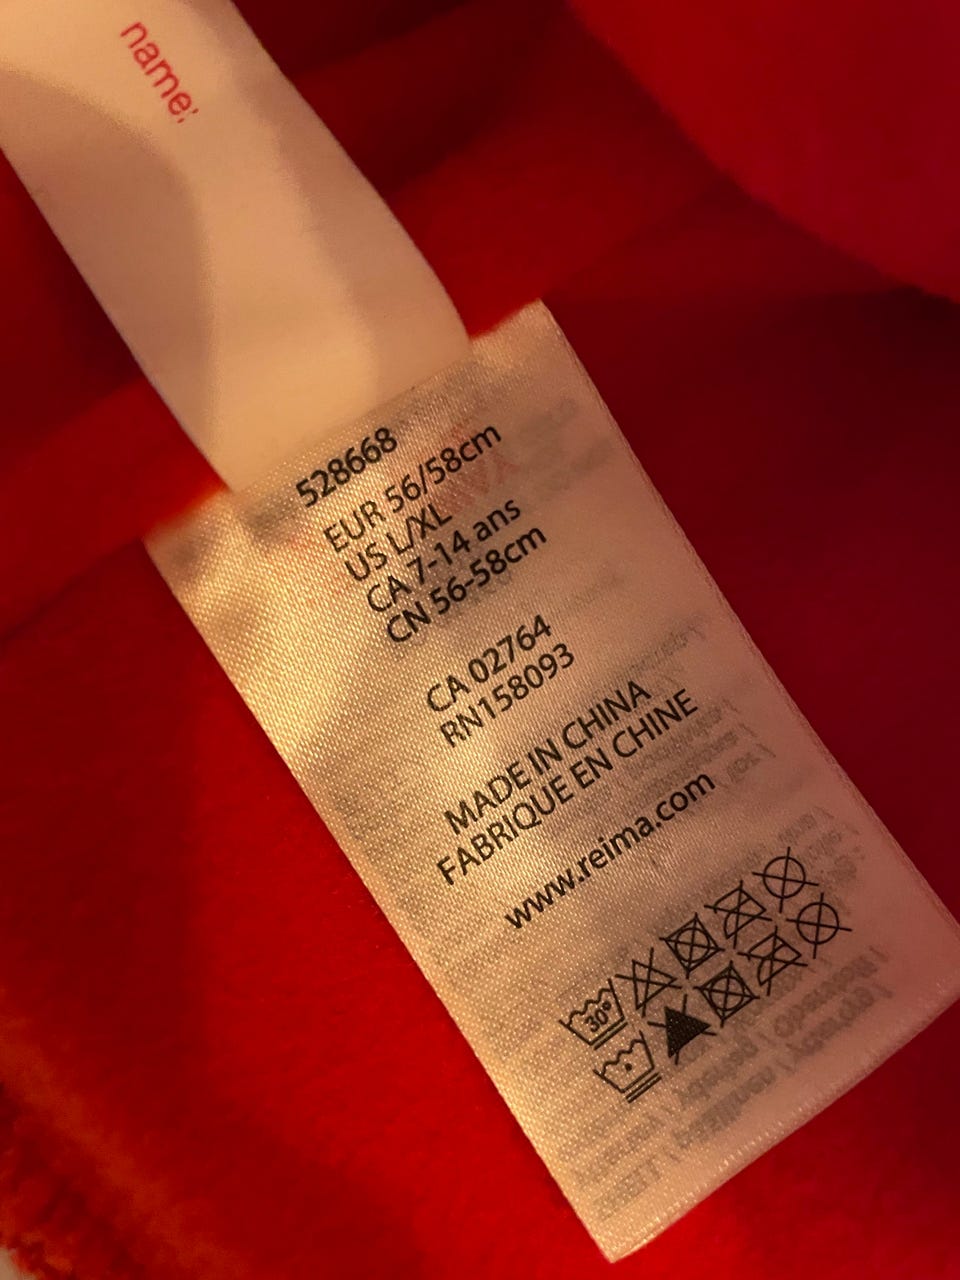 name:
528668
EUR 56/58cm
US L/XL
CA 7-14 ans
CN 56-58cm
CA 02764
RN158093
MADE IN CHINA
FABRIQUE EN CHINE
www.reima.com
30°